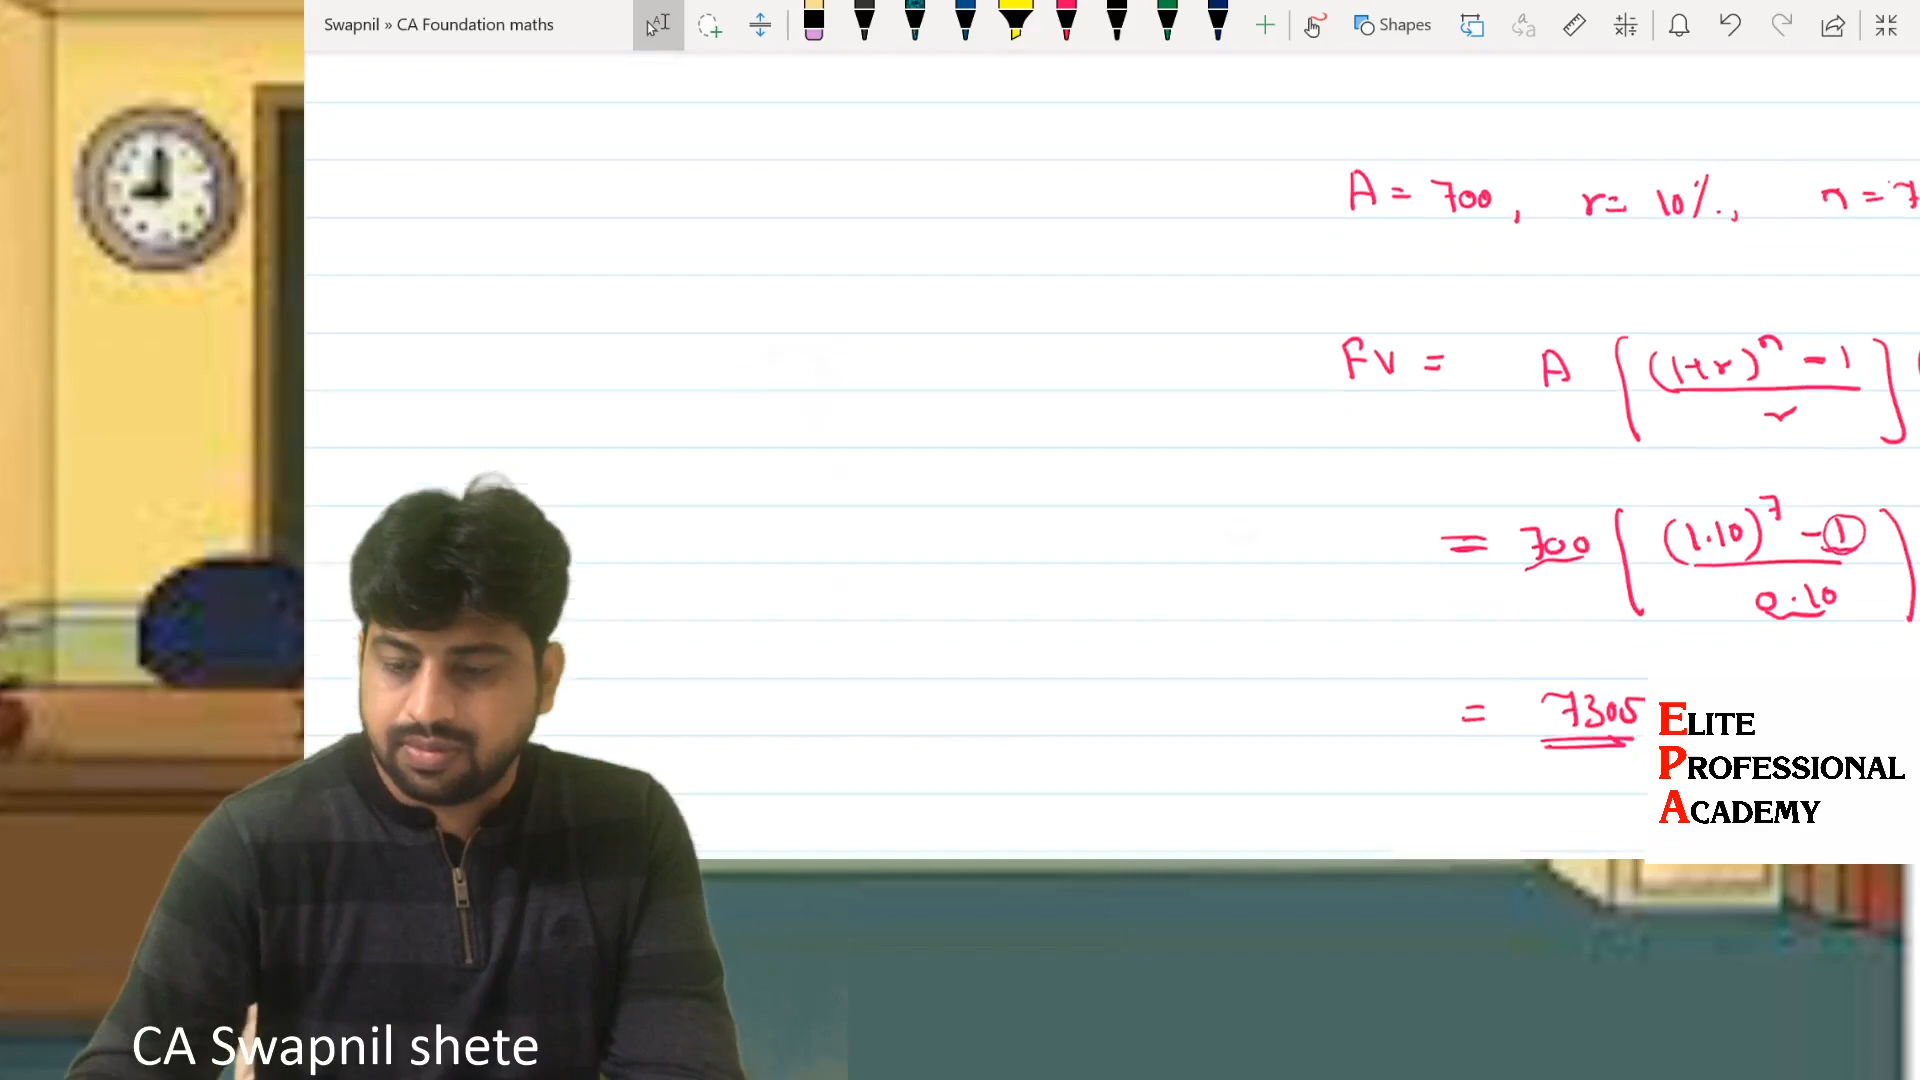 Swapnil » CA Foundation maths
Shapes
A = 700, r = 10%., n = 7
FV = A [ (1+r)^n - 1 / r ] (
= 700 [ (1.10)^7 - 1 / 0.10 )
= 7305
ELITE
PROFESSIONAL
ACADEMY
CA Swapnil shete